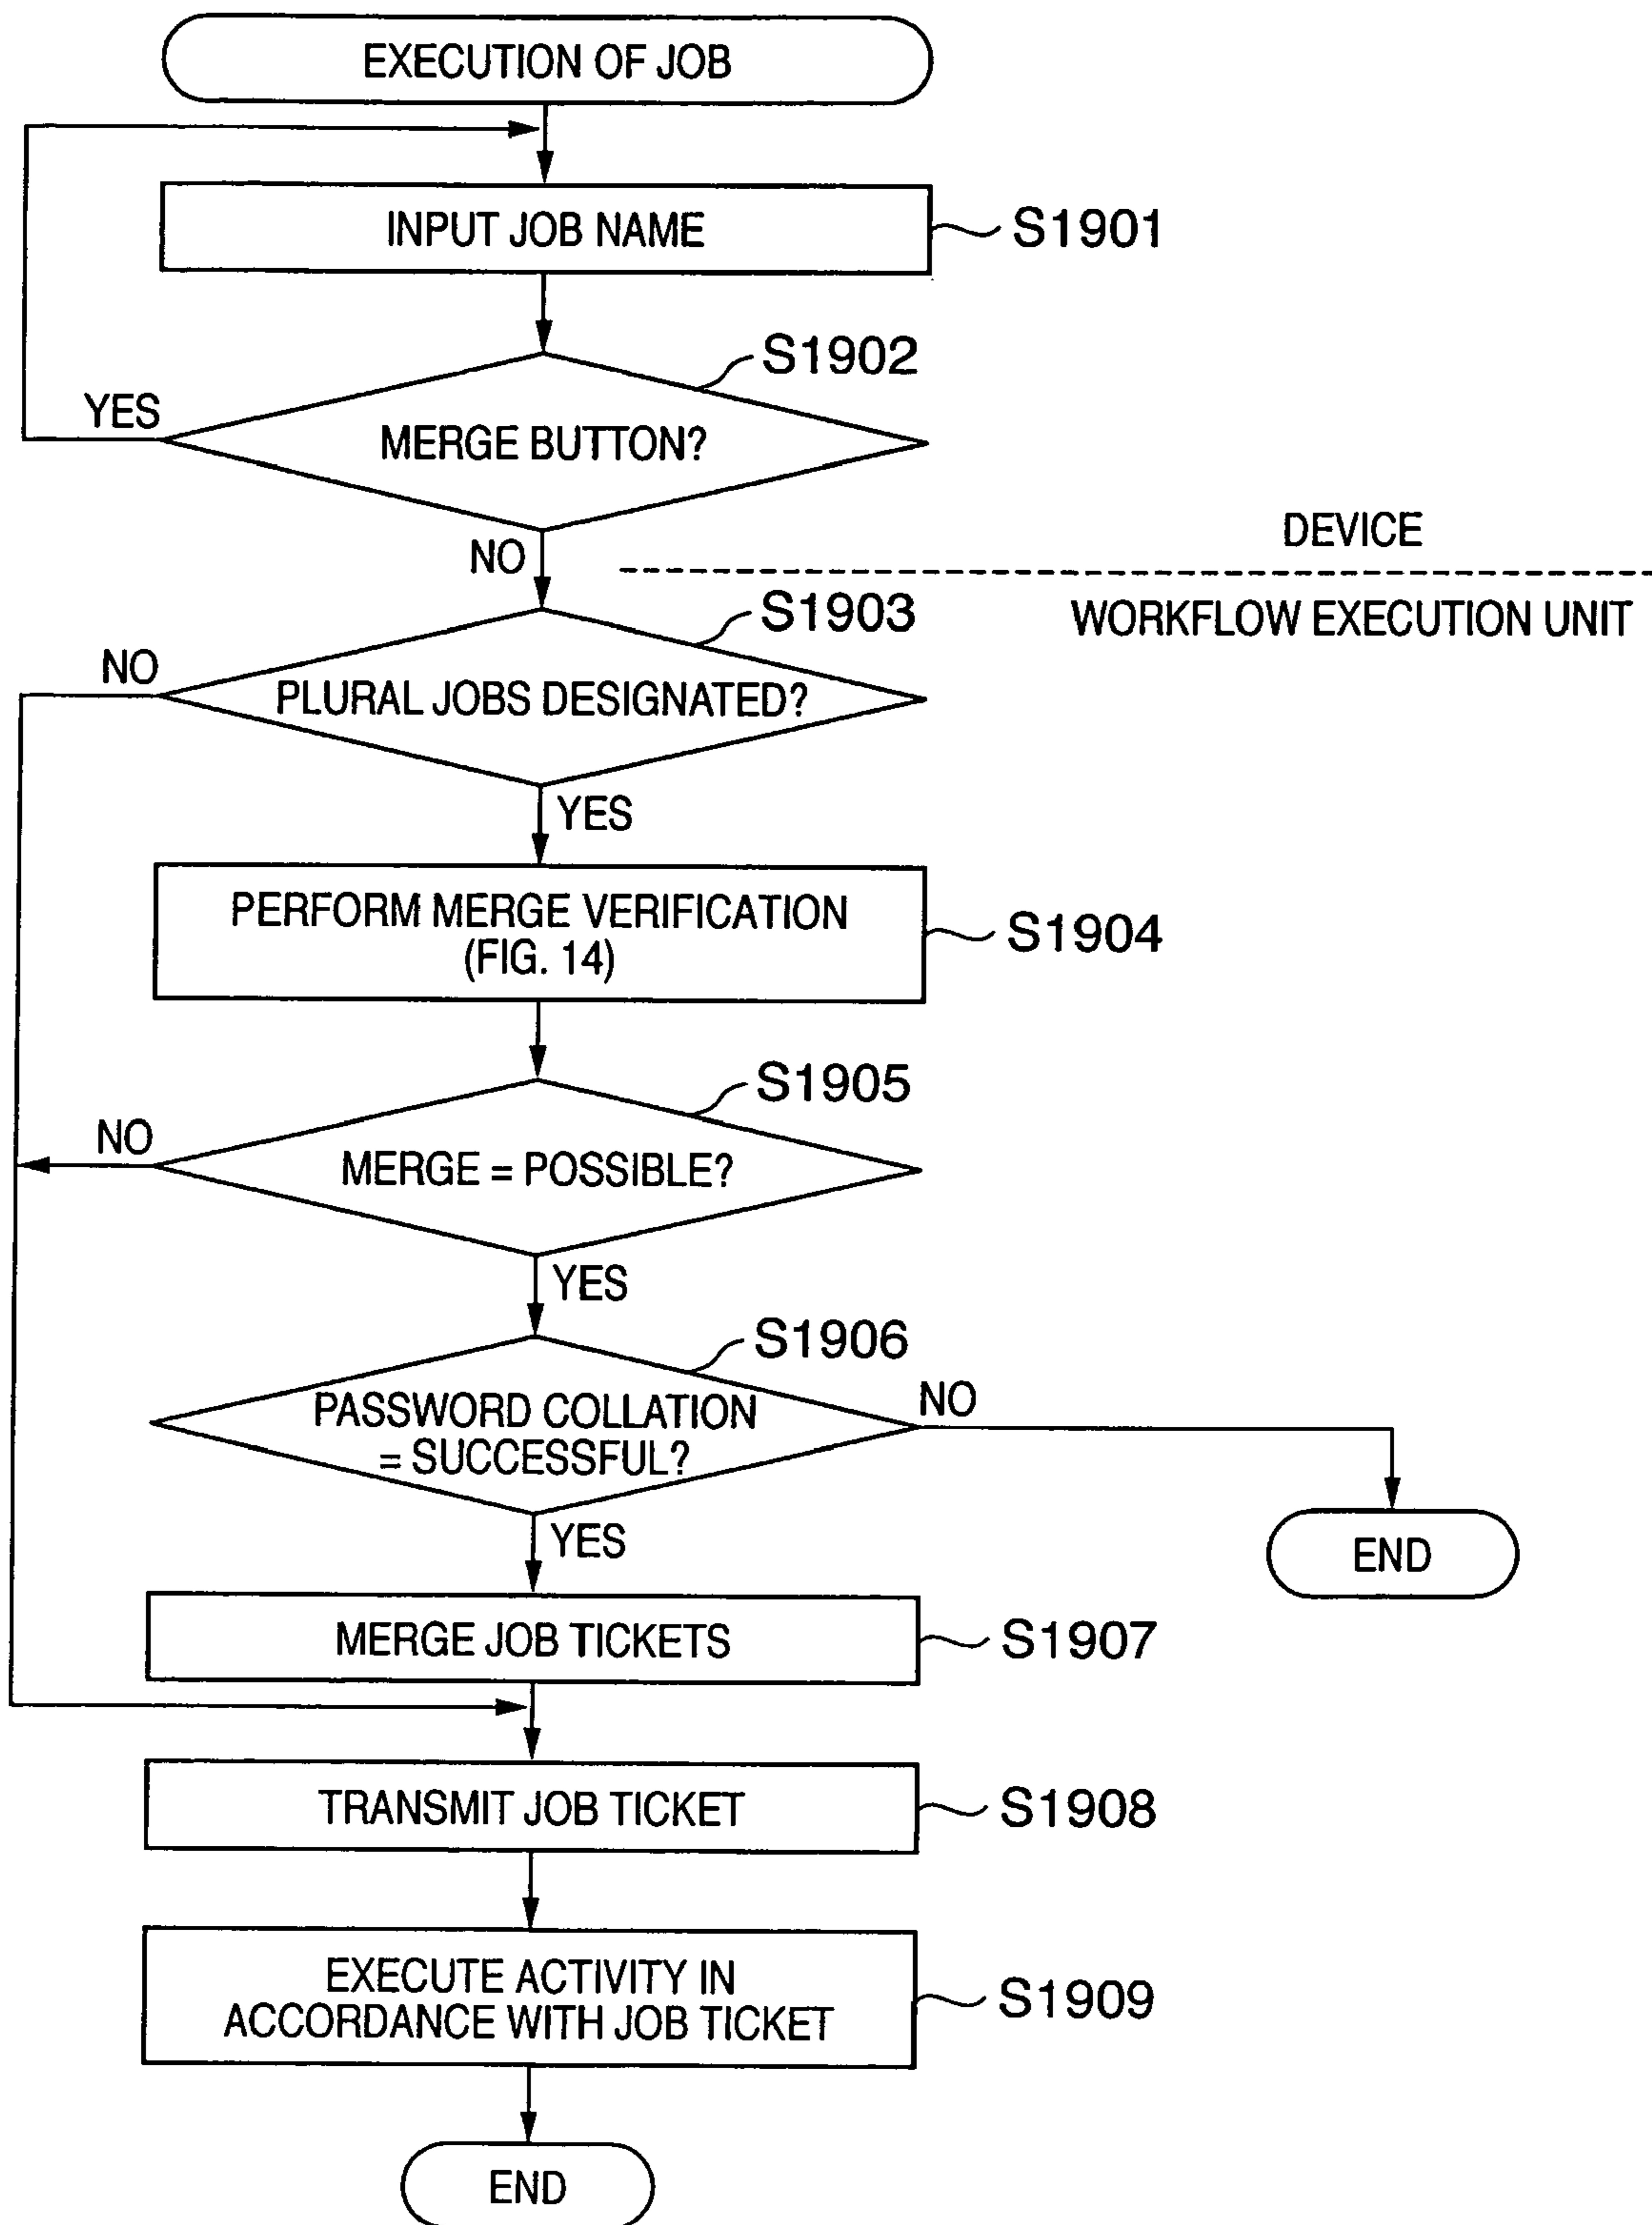 EXECUTION OF JOB
INPUT JOB NAME
S1901
S1902
YES
MERGE BUTTON?
NO
DEVICE
WORKFLOW EXECUTION UNIT
S1903
NO
PLURAL JOBS DESIGNATED?
YES
PERFORM MERGE VERIFICATION
(FIG. 14)
S1904
S1905
NO
MERGE = POSSIBLE?
YES
S1906
PASSWORD COLLATION
= SUCCESSFUL?
NO
YES
END
MERGE JOB TICKETS
S1907
TRANSMIT JOB TICKET
S1908
EXECUTE ACTIVITY IN
ACCORDANCE WITH JOB TICKET
S1909
END